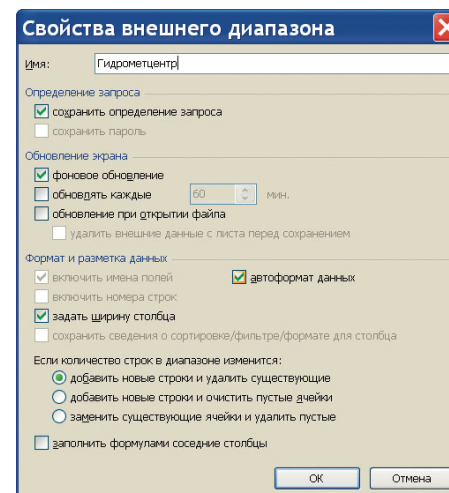 Свойства внешнего диапазона
Имя: Гидрометцентр
Определение запроса
сохранить определение запроса
сохранить пароль
Обновление экрана
фоновое обновление
обновлять каждые 60 мин.
обновление при открытии файла
удалить внешние данные с листа перед сохранением
Формат и разметка данных
включить имена полей автоформат данных
включить номера строк
задать ширину столбца
сохранить сведения о сортировке/фильтре/формате для столбца
Если количество строк в диапазоне изменится:
добавить новые строки и удалить существующие
добавить новые строки и очистить пустые ячейки
заменить существующие ячейки и удалить пустые
заполнить формулами соседние столбцы
ОК Отмена